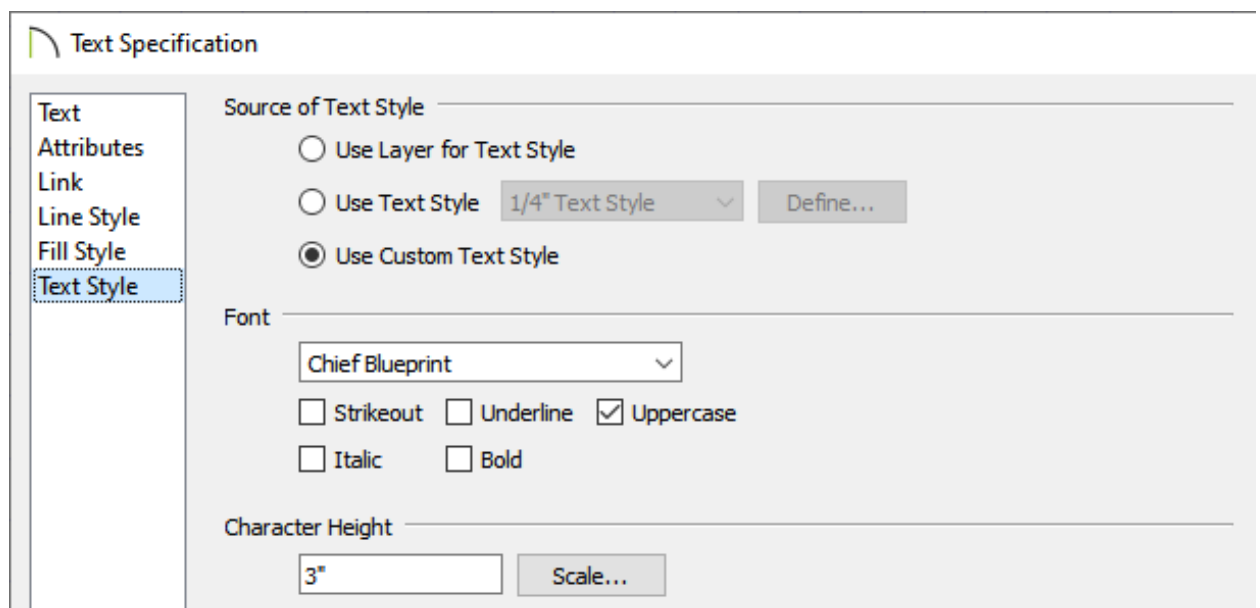 Text Specification
Text
Attributes
Link
Line Style
Fill Style
Text Style
Source of Text Style
Use Layer for Text Style
Use Text Style 1/4" Text Style Define...
Use Custom Text Style
Font
Chief Blueprint
Strikeout Underline Uppercase
Italic Bold
Character Height
3" Scale...